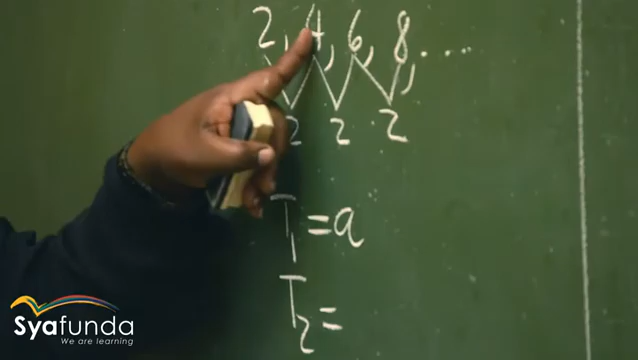 2, 4, 6, 8, ....
2 2 2
T1 = a
T2 =
Syafunda
We are learning